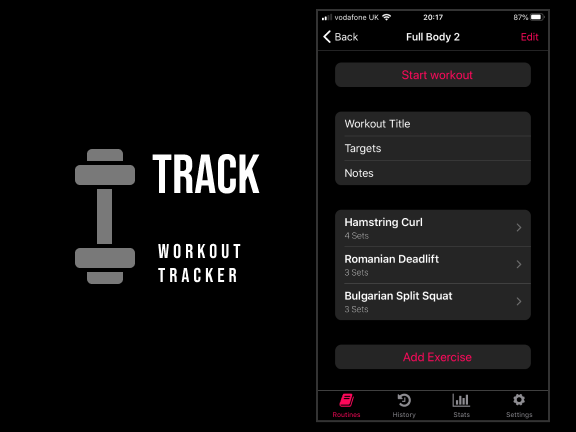 TRACK
WORKOUT
TRACKER
vodafone UK 20:17 87%
Back Full Body 2 Edit
Start workout
Workout Title
Targets
Notes
Hamstring Curl
4 Sets
Romanian Deadlift
3 Sets
Bulgarian Split Squat
3 Sets
Add Exercise
Routines History Stats Settings